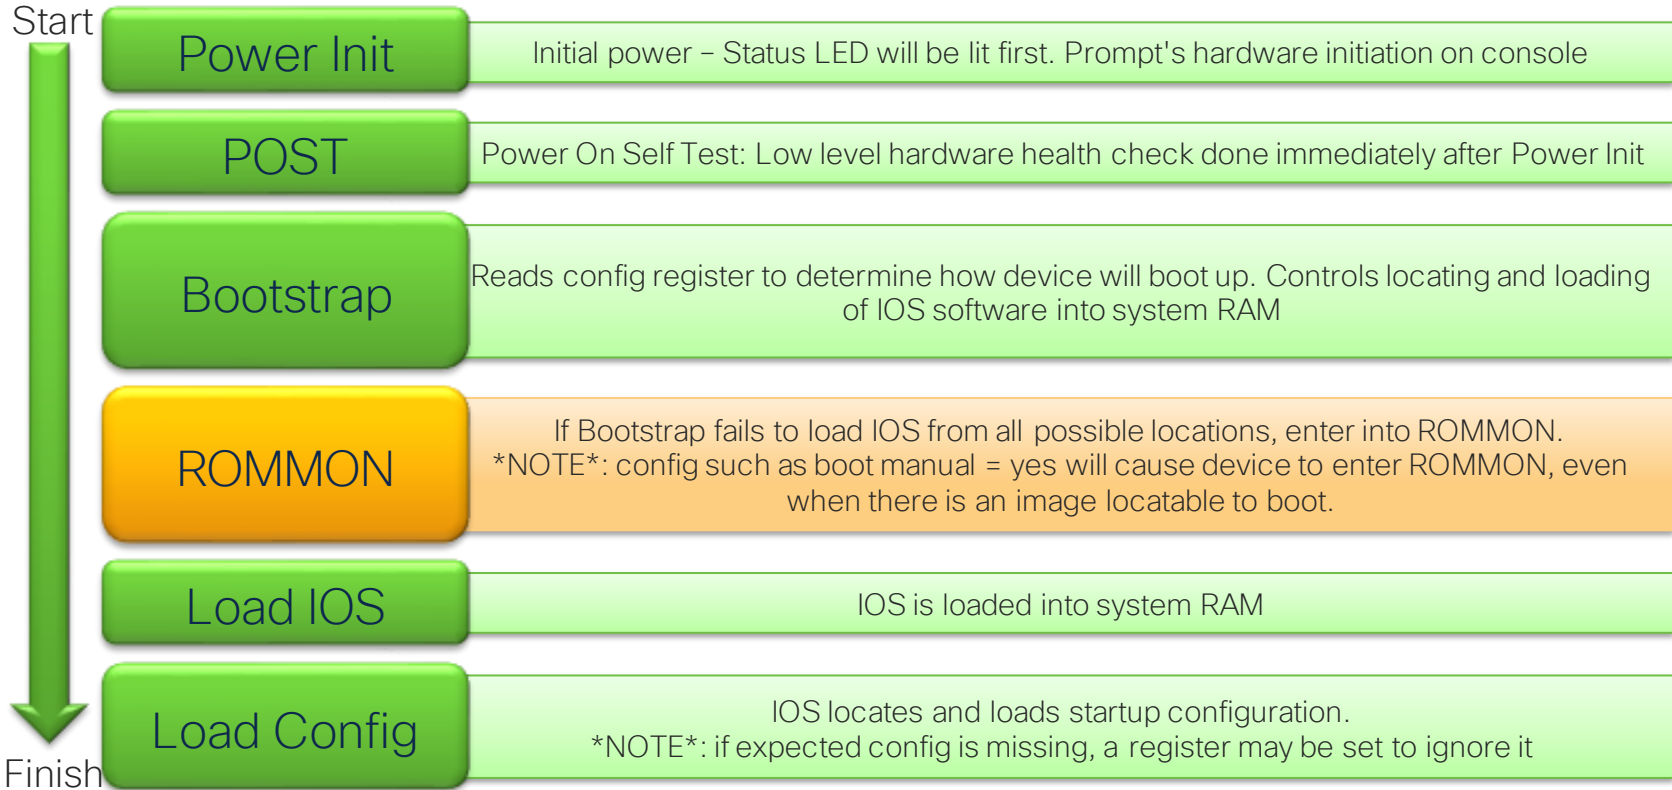 Start
Power Init
Initial power – Status LED will be lit first. Prompt's hardware initiation on console
POST
Power On Self Test: Low level hardware health check done immediately after Power Init
Bootstrap
Reads config register to determine how device will boot up. Controls locating and loading
of IOS software into system RAM
ROMMON
If Bootstrap fails to load IOS from all possible locations, enter into ROMMON.
*NOTE*: config such as boot manual = yes will cause device to enter ROMMON, even
when there is an image locatable to boot.
Load IOS
IOS is loaded into system RAM
Load Config
IOS locates and loads startup configuration.
*NOTE*: if expected config is missing, a register may be set to ignore it
Finish